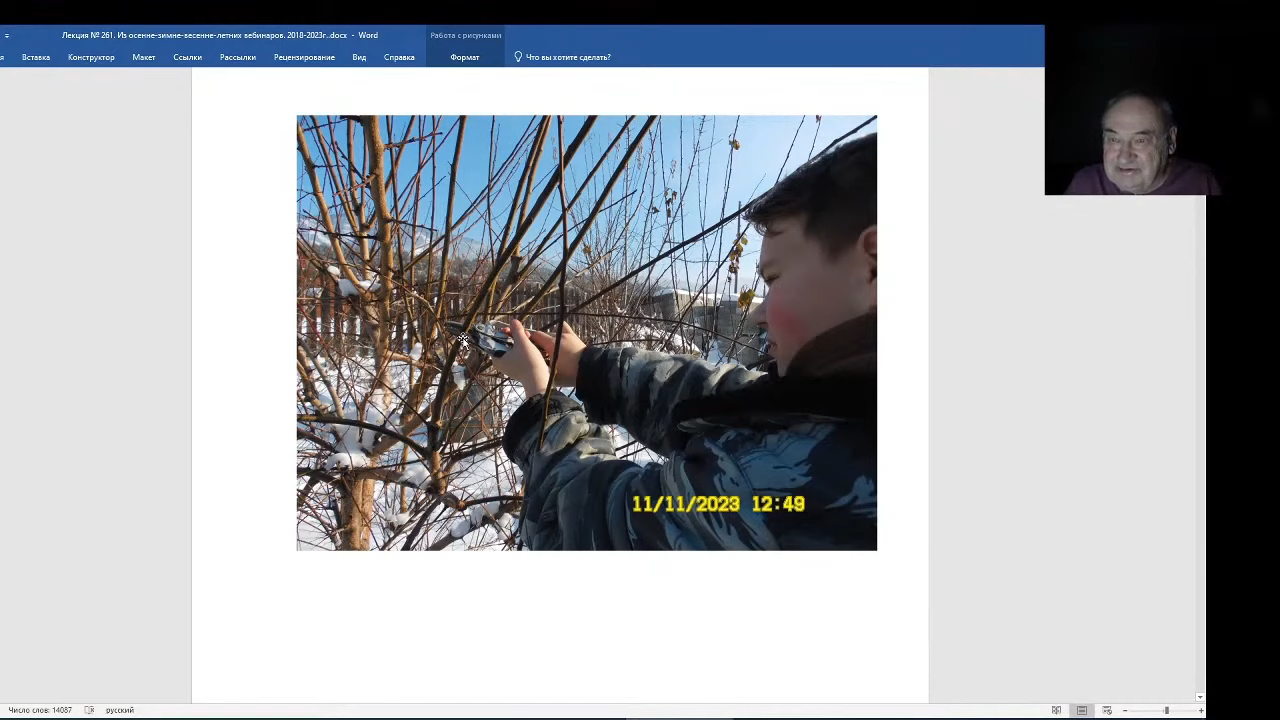 Лекция № 261. Из осенне-зимне-весенне-летних вебинаров. 2018-2023г..docx - Word
Работа с рисунками
я Вставка Конструктор Макет Ссылки Рассылки Рецензирование Вид Справка Формат Что вы хотите сделать?
11/11/2023 12:49
Число слов: 14087 русский